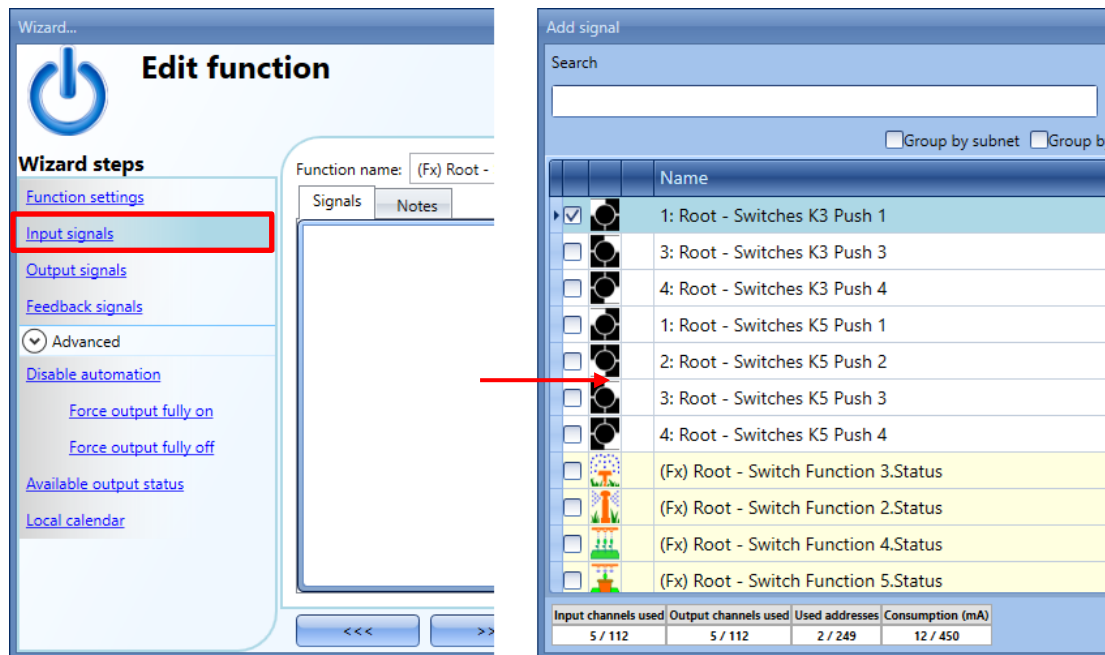 Wizard...
Edit function
Wizard steps
Function settings
Input signals
Output signals
Feedback signals
Advanced
Disable automation
Force output fully on
Force output fully off
Available output status
Local calendar
Function name: (Fx) Root -
Signals Notes
<<< >>
Add signal
Search
Group by subnet Group b
Name
1: Root - Switches K3 Push 1
3: Root - Switches K3 Push 3
4: Root - Switches K3 Push 4
1: Root - Switches K5 Push 1
2: Root - Switches K5 Push 2
3: Root - Switches K5 Push 3
4: Root - Switches K5 Push 4
(Fx) Root - Switch Function 3.Status
(Fx) Root - Switch Function 2.Status
(Fx) Root - Switch Function 4.Status
(Fx) Root - Switch Function 5.Status
Input channels used Output channels used Used addresses Consumption (mA)
5 / 112 5 / 112 2 / 249 12 / 450